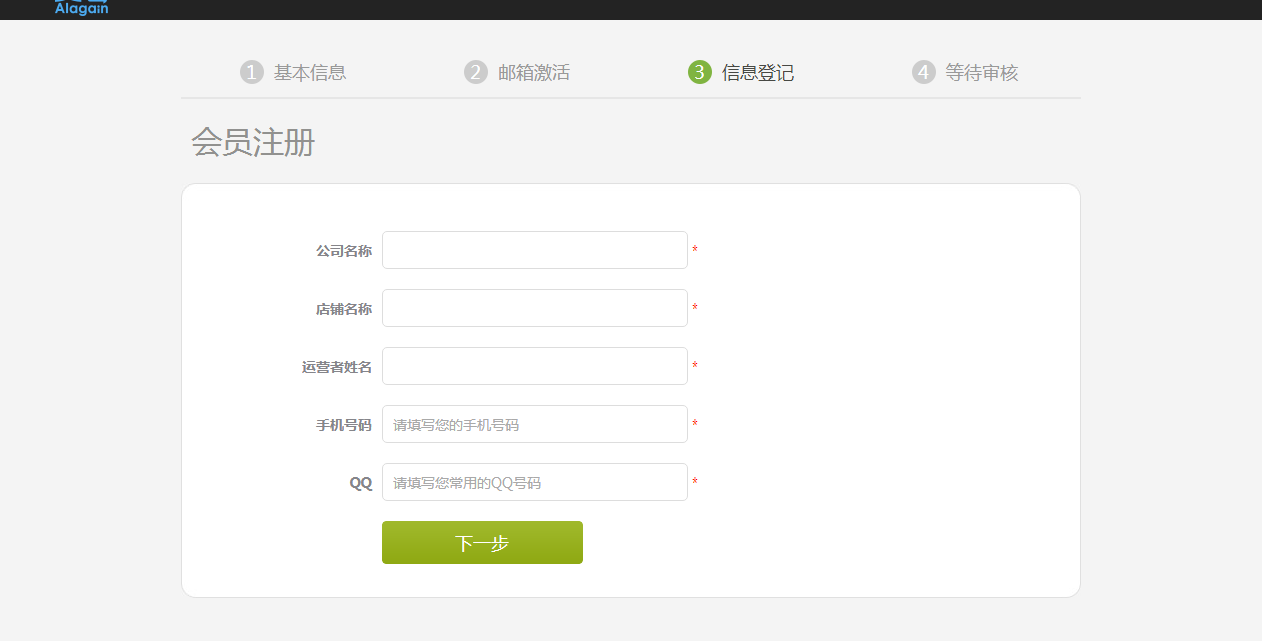 Alagain
1 基本信息 2 邮箱激活 3 信息登记 4 等待审核
会员注册
公司名称 *
店铺名称 *
运营者姓名 *
手机号码 请填写您的手机号码 *
QQ 请填写您常用的QQ号码 *
下一步